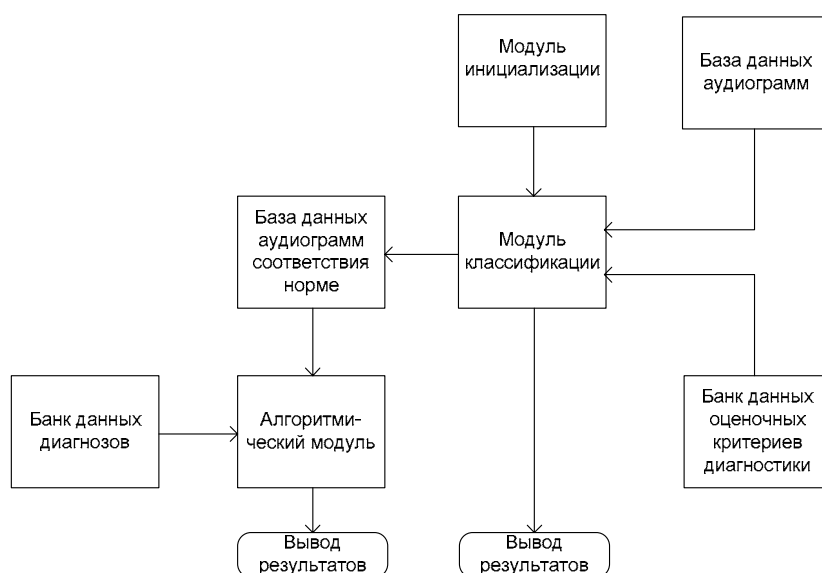 Модуль
инициализации
База данных
аудиограмм
База данных
аудиограмм
соответствия
норме
Модуль
классификации
Банк данных
диагнозов
Алгоритми-
ческий модуль
Банк данных
оценочных
критериев
диагностики
Вывод
результатов
Вывод
результатов